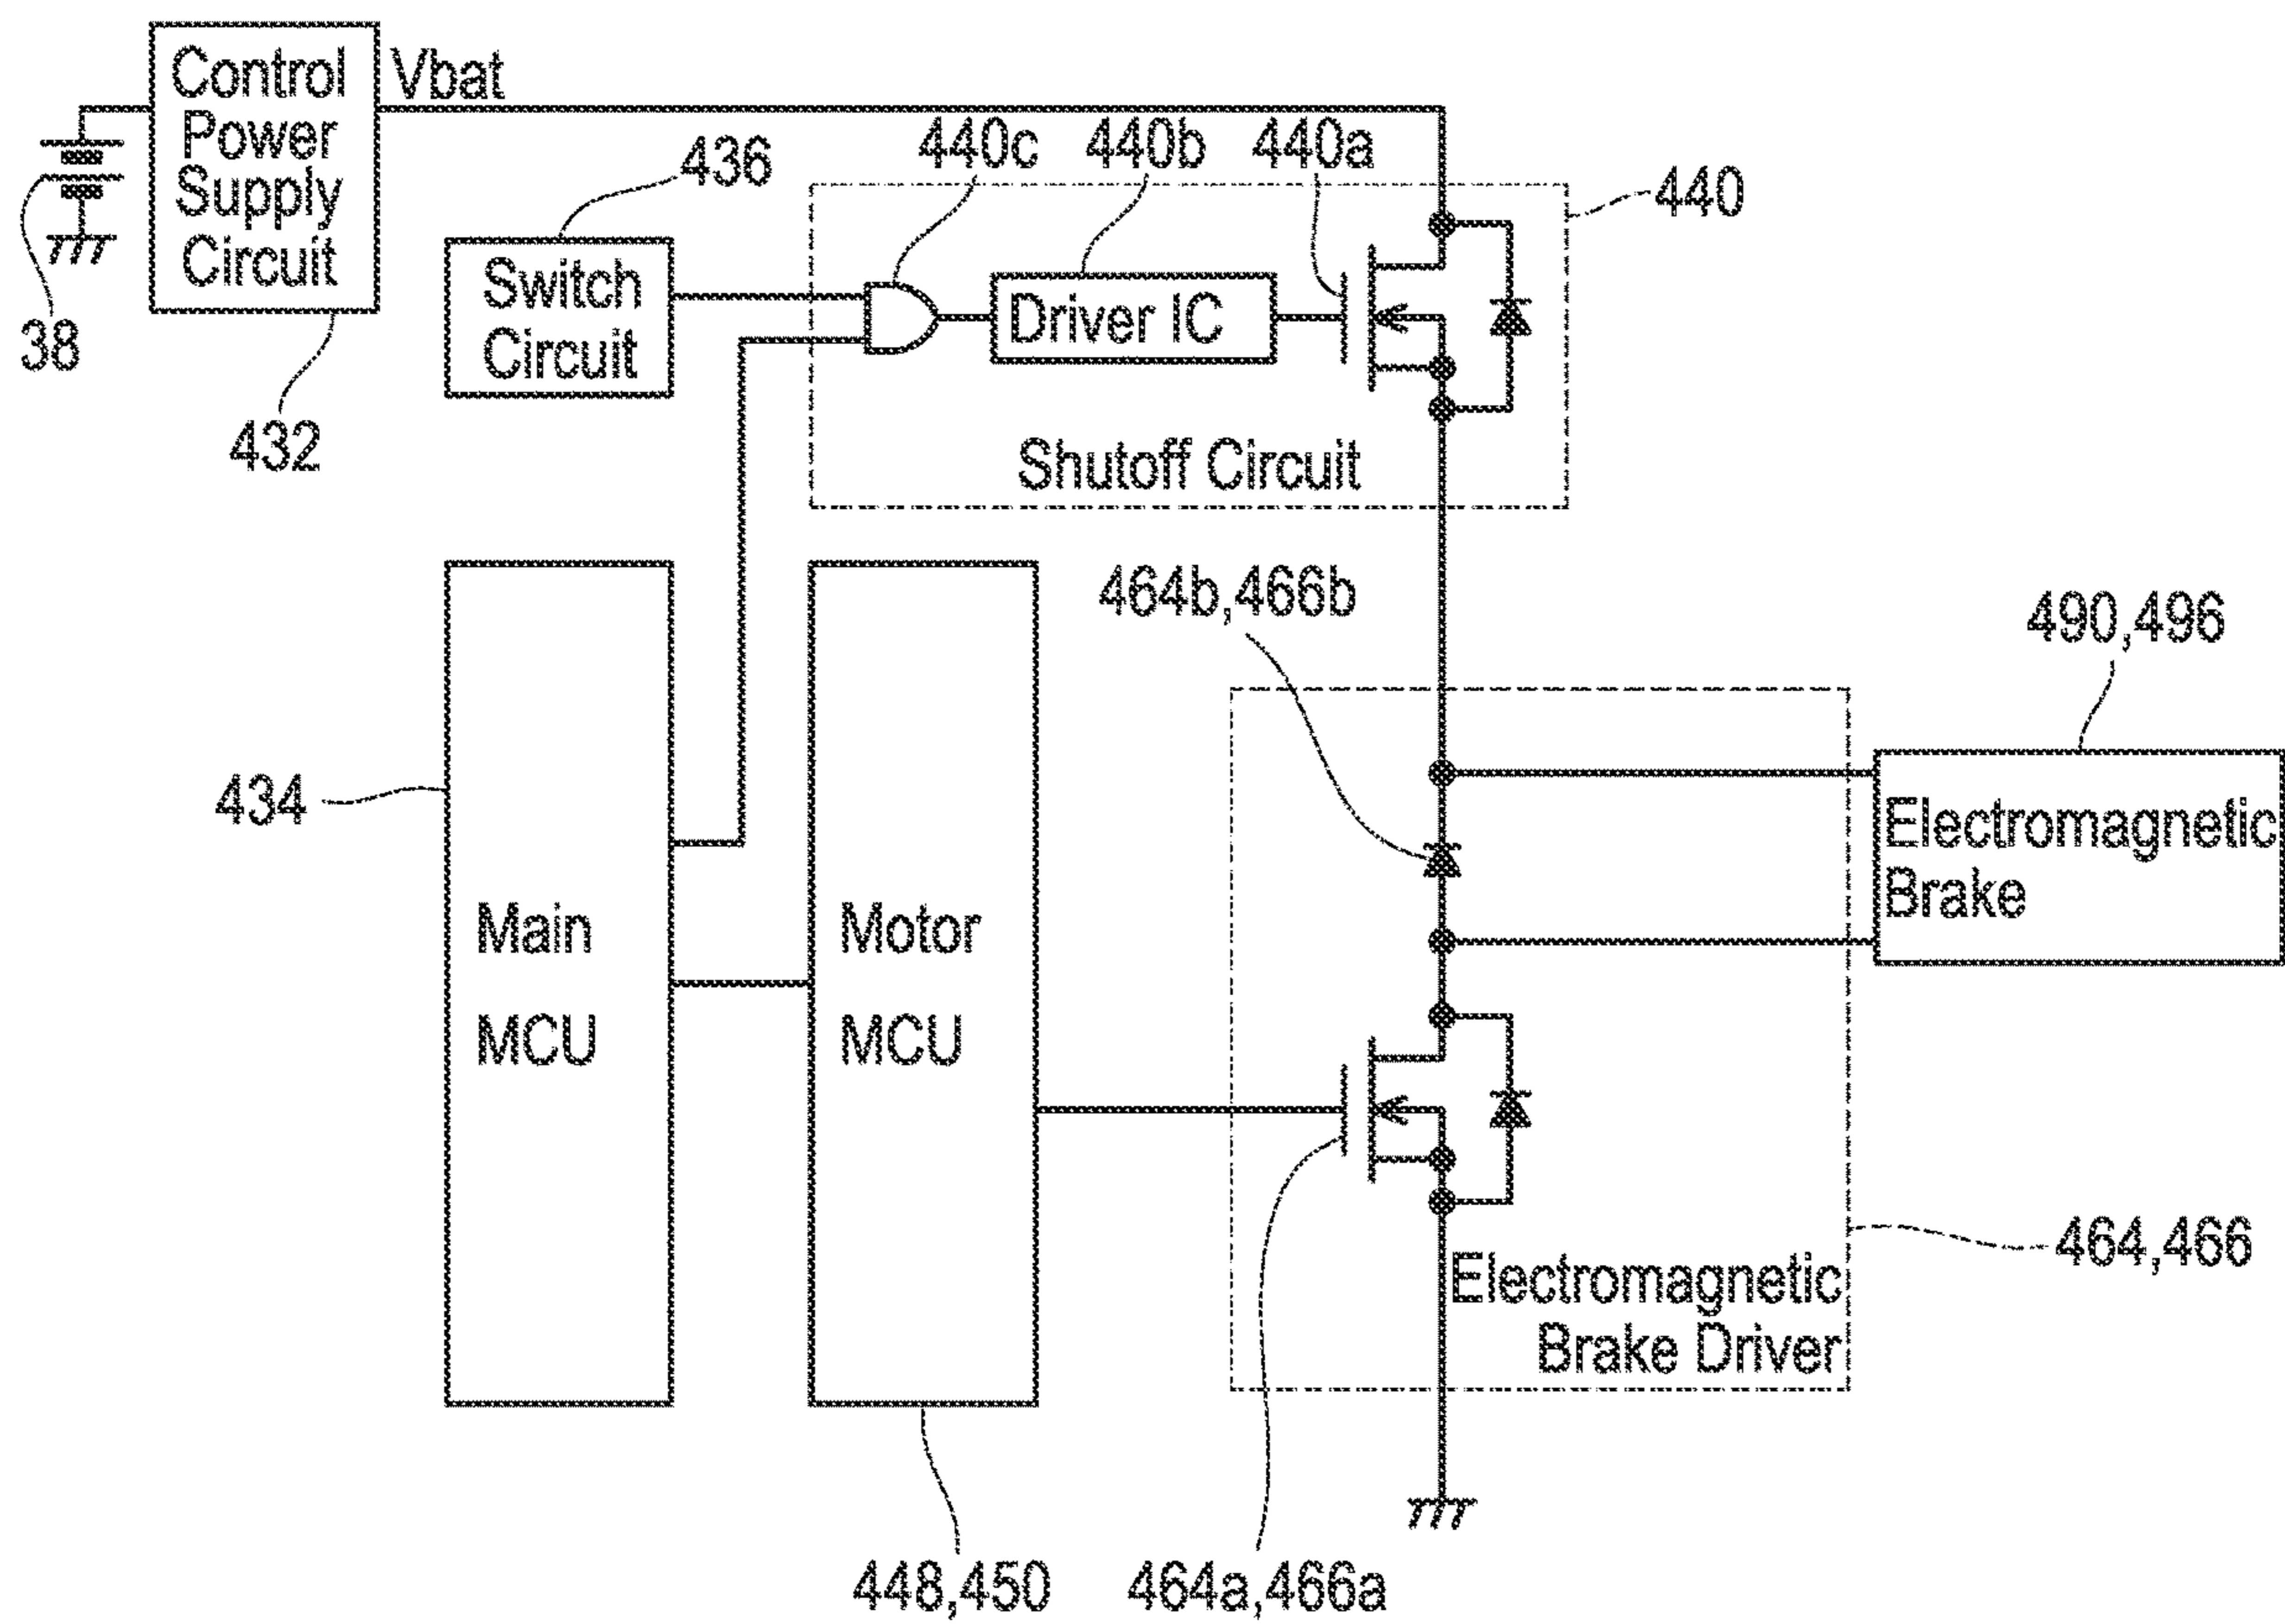 Control
Power
Supply
Circuit
Vbat
38
432
436
440c
440b
440a
440
Switch
Circuit
Driver IC
Shutoff Circuit
434
Main
MCU
Motor
MCU
464b,466b
490,496
Electromagnetic
Brake
Electromagnetic
Brake Driver
464,466
448,450
464a,466a